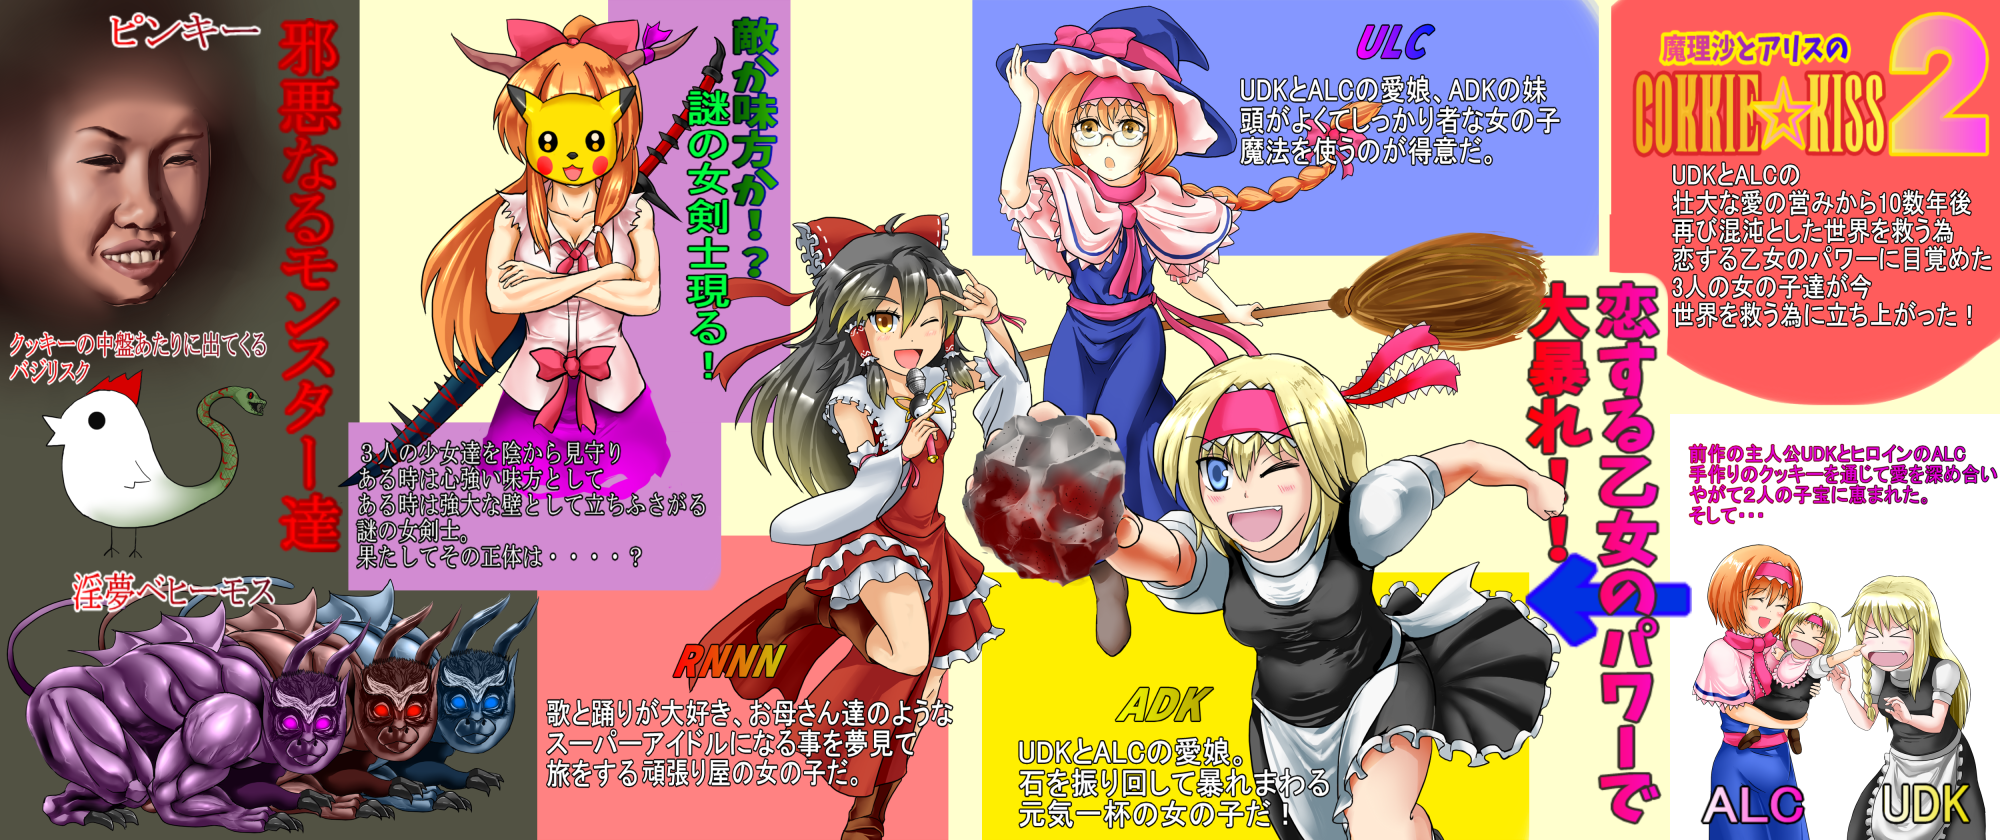 魔理沙とアリスの
COKKIE☆KISS2
UDKとALCの
壮大な愛の営みから10数年後
再び混沌とした世界を救う為
恋する乙女のパワーに目覚めた
3人の女の子達が今
世界を救う為に立ち上がった！
前作の主人公UDKとヒロインのALC
手作りのクッキーを通じて愛を深め合い
やがて2人の子宝に恵まれた。
そして・・・
ALC
UDK
恋する乙女のパワーで
大暴れ！！
ULC
UDKとALCの愛娘、ADKの妹
頭がよくてしっかり者な女の子
魔法を使うのが得意だ。
ADK
UDKとALCの愛娘。
石を振り回して暴れまわる
元気一杯の女の子だ！
RNNN
歌と踊りが大好き、お母さん達のような
スーパーアイドルになる事を夢見て
旅をする頑張り屋の女の子だ。
敵か味方か！？
謎の女剣士現る！
３人の少女達を陰から見守り
ある時は心強い味方として
ある時は強大な壁として立ちふさがる
謎の女剣士。
果たしてその正体は・・・・？
邪悪なるモンスター達
ピンキー
クッキーの中盤あたりに出てくる
バジリスク
淫夢ベヒーモス